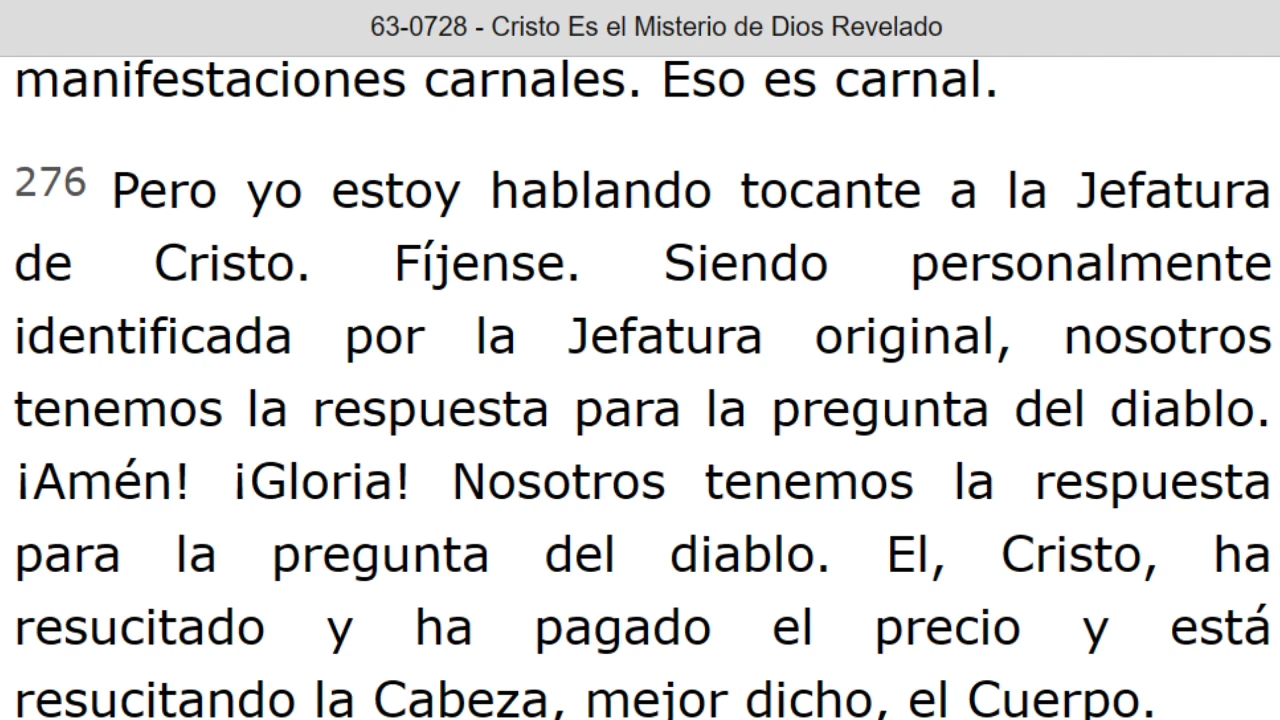 63-0728 - Cristo Es el Misterio de Dios Revelado
manifestaciones carnales. Eso es carnal.
276 Pero yo estoy hablando tocante a la Jefatura
de Cristo. Fíjense. Siendo personalmente
identificada por la Jefatura original, nosotros
tenemos la respuesta para la pregunta del diablo.
¡Amén! ¡Gloria! Nosotros tenemos la respuesta
para la pregunta del diablo. El, Cristo, ha
resucitado y ha pagado el precio y está
resucitando la Cabeza, mejor dicho, el Cuerpo.